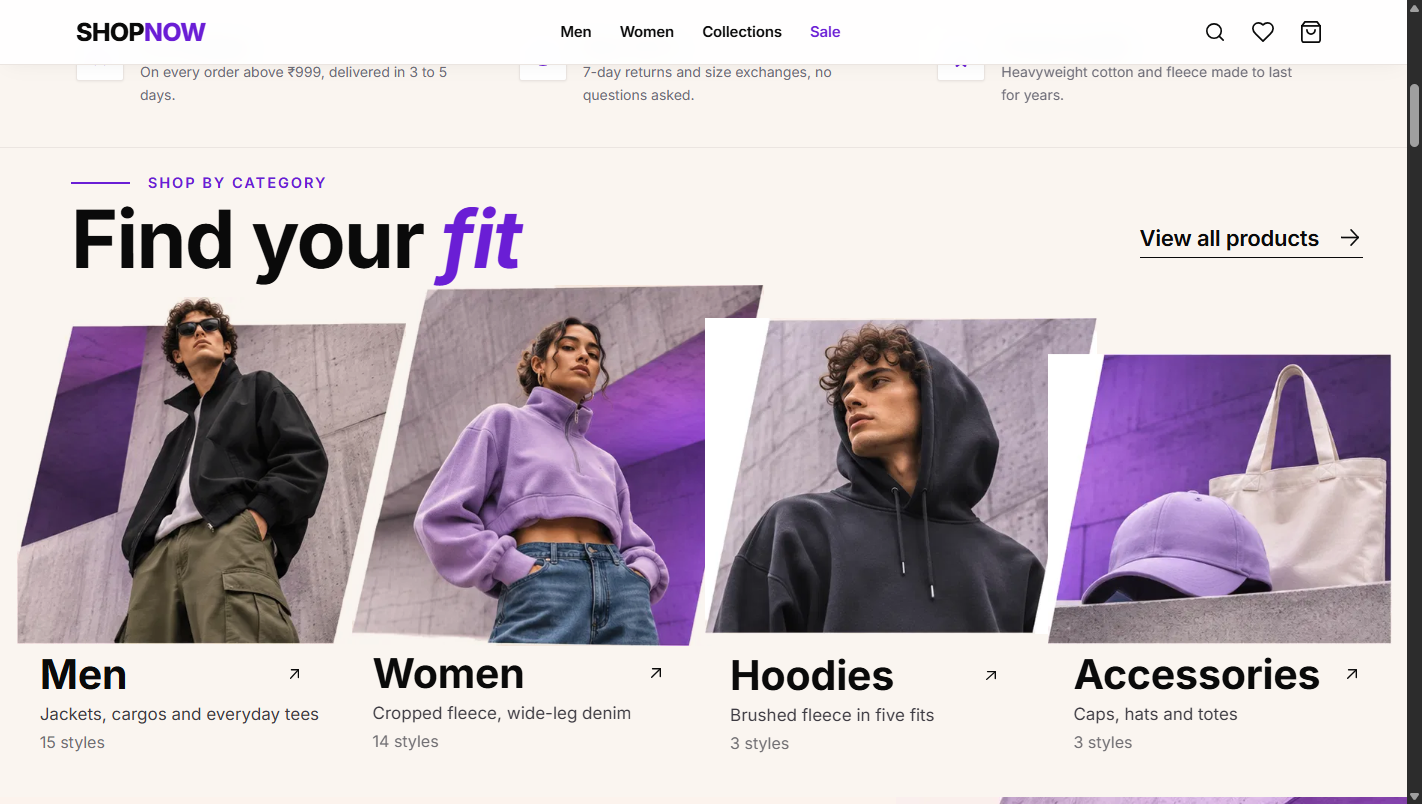 SHOPNOW
Men
Women
Collections
Sale
On every order above ₹999, delivered in 3 to 5
days.
7-day returns and size exchanges, no
questions asked.
Heavyweight cotton and fleece made to last
for years.
SHOP BY CATEGORY
Find your fit
View all products
Men
Jackets, cargos and everyday tees
15 styles
Women
Cropped fleece, wide-leg denim
14 styles
Hoodies
Brushed fleece in five fits
3 styles
Accessories
Caps, hats and totes
3 styles